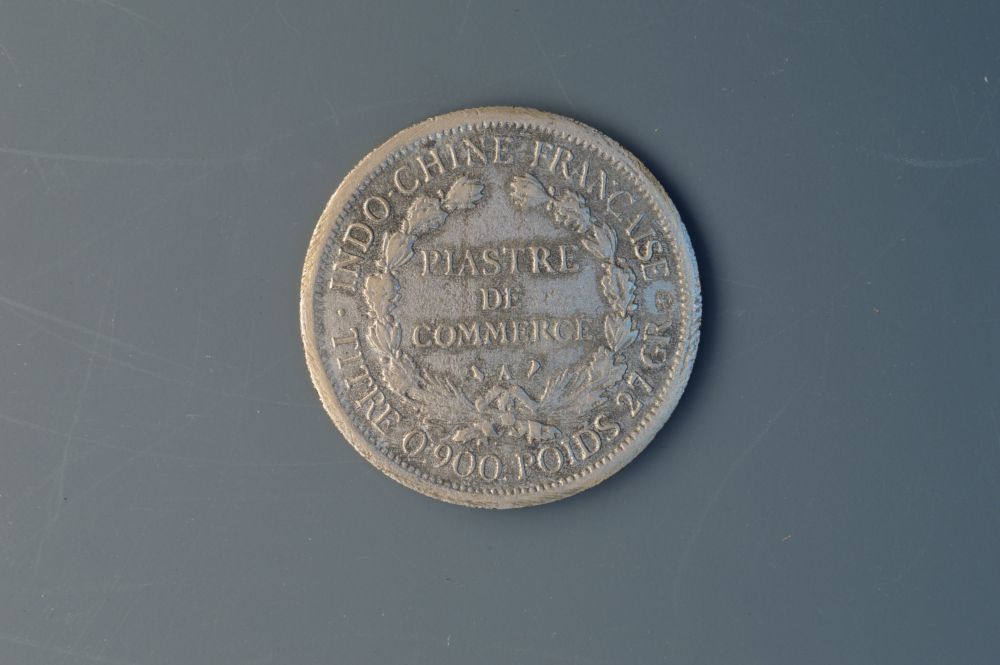 INDO-CHINE FRANÇAISE
PIASTRE
DE
COMMERCE
A
TITRE 0.900. POIDS 27 GR.